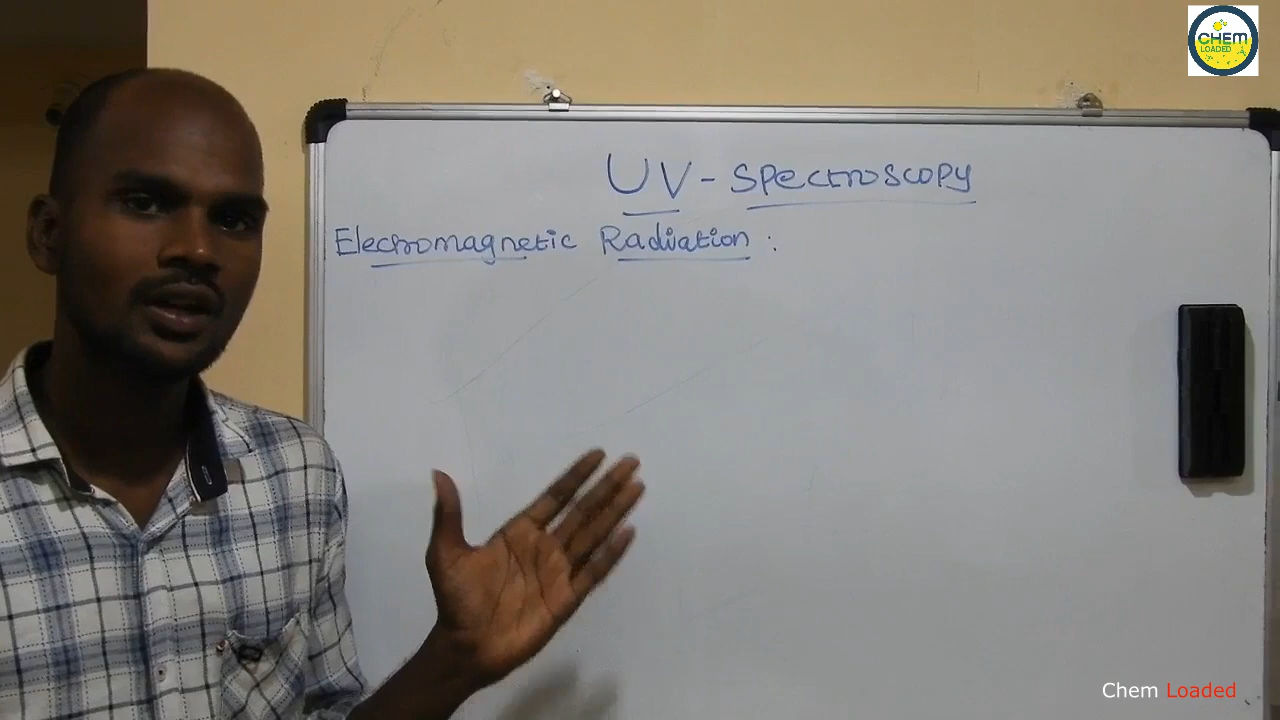 CHEM
LOADED
UV - Spectroscopy
Electromagnetic Radiation :
Chem Loaded